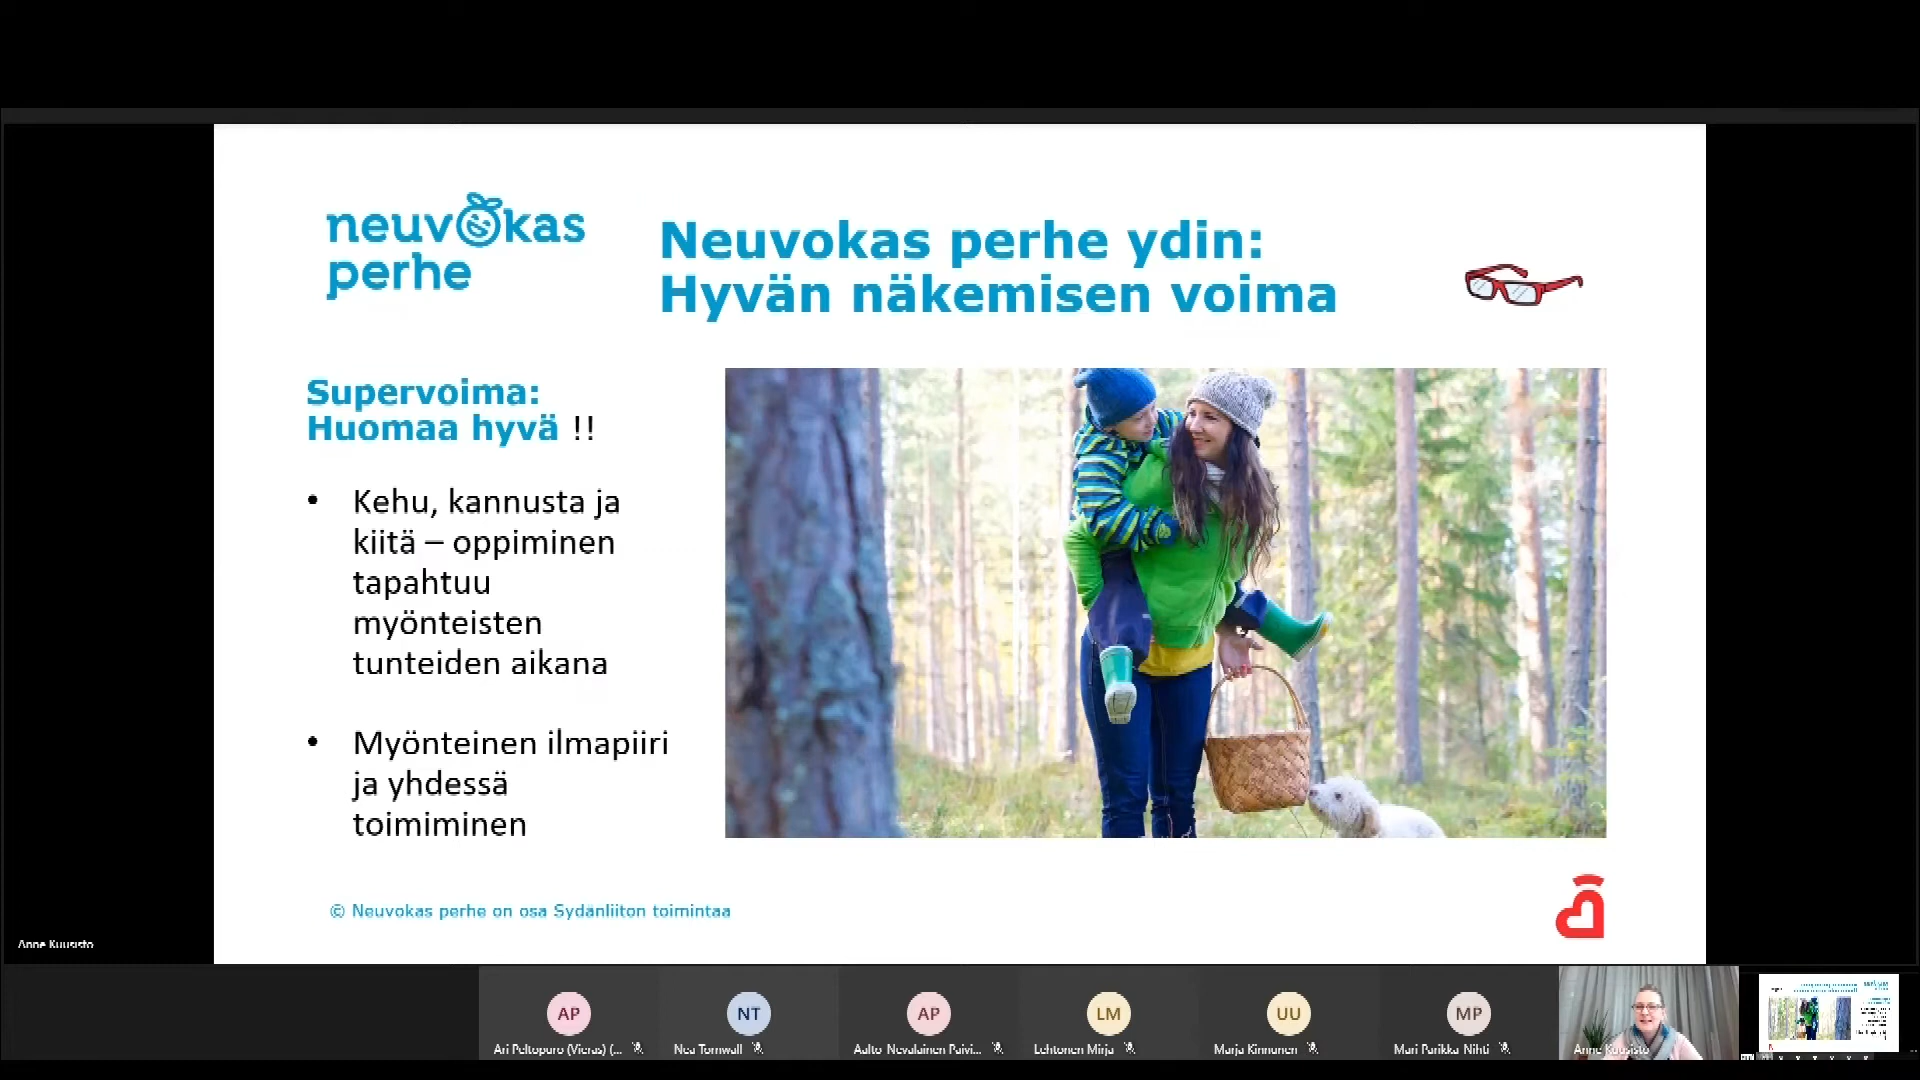 neuvokas
perhe
Neuvokas perhe ydin:
Hyvän näkemisen voima
Supervoima:
Huomaa hyvä !!
• Kehu, kannusta ja
kiitä – oppiminen
tapahtuu
myönteisten
tunteiden aikana
• Myönteinen ilmapiiri
ja yhdessä
toimiminen
© Neuvokas perhe on osa Sydänliiton toimintaa
Anne Kuusisto
AP
NT
AP
LM
UU
MP
Ari Peltopuro (Vieras) (...
Nea Tornwall
Aalto-Nevalainen Paivi...
Lehtonen Mirja
Marja Kinnunen
Mari Parikka-Nihti
Anne Kuusisto